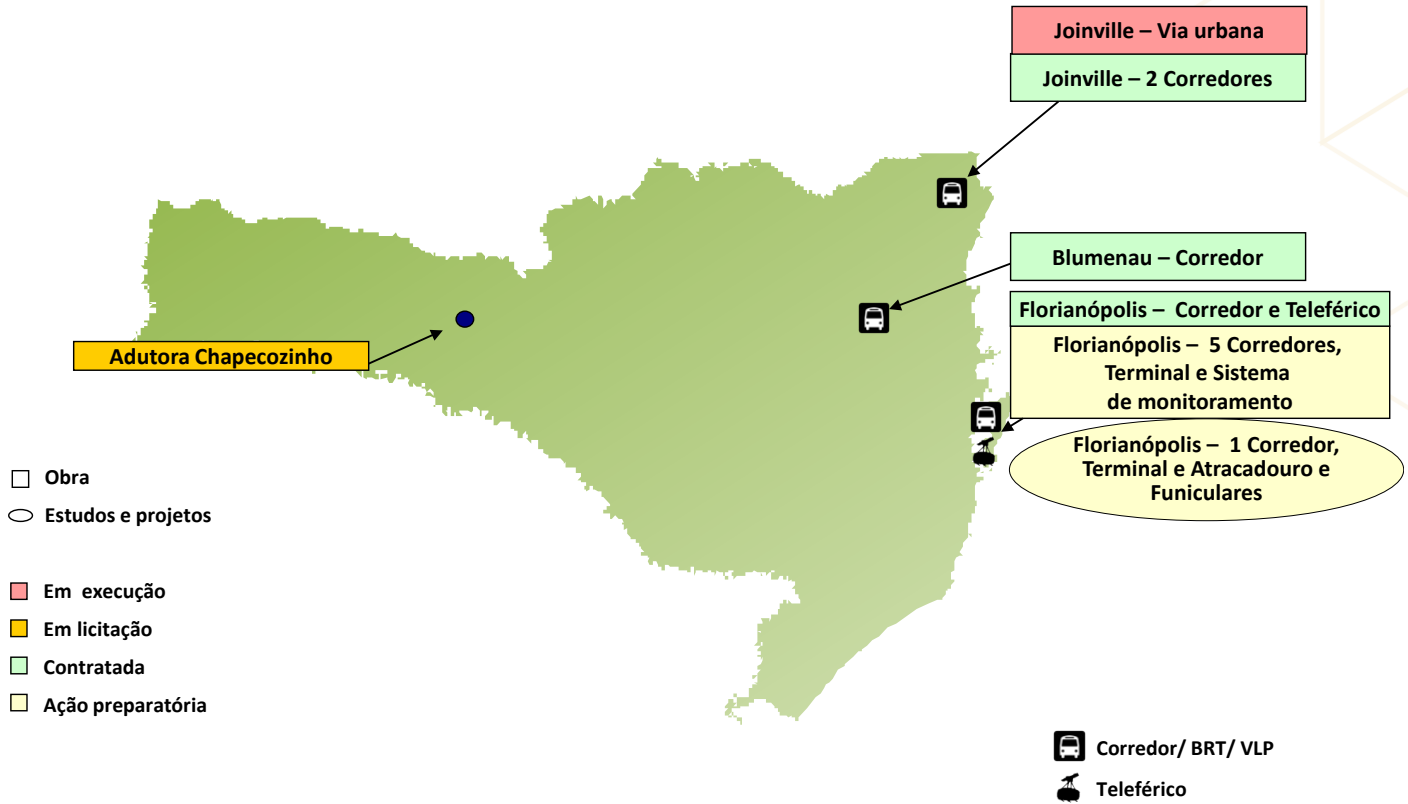 Joinville – Via urbana
Joinville – 2 Corredores
Blumenau – Corredor
Florianópolis – Corredor e Teleférico
Florianópolis – 5 Corredores,
Terminal e Sistema
de monitoramento
Florianópolis – 1 Corredor,
Terminal e Atracadouro e
Funiculares
Adutora Chapecozinho
Obra
Estudos e projetos
Em execução
Em licitação
Contratada
Ação preparatória
Corredor/ BRT/ VLP
Teleférico